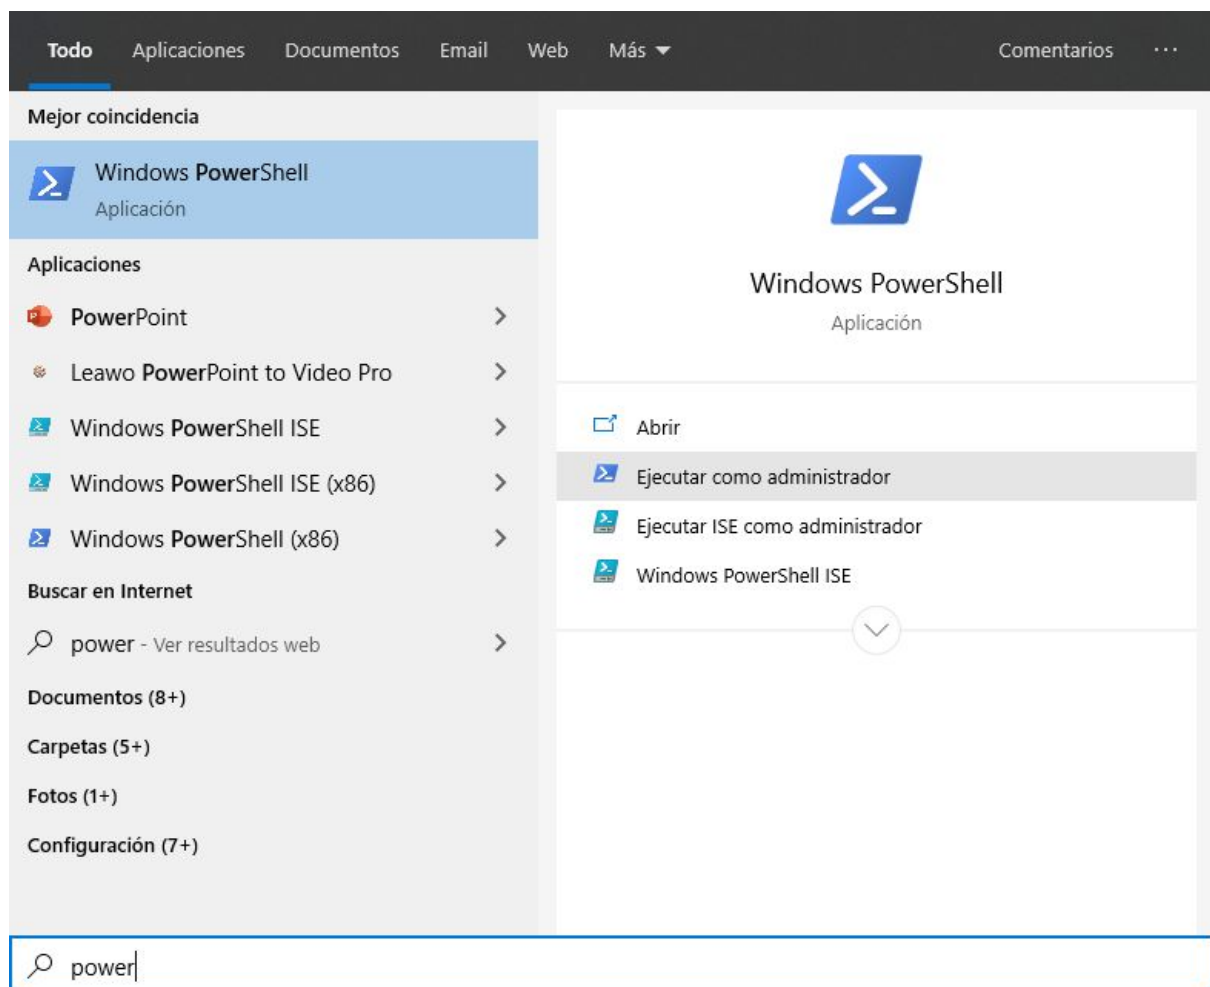 Todo Aplicaciones Documentos Email Web Más Comentarios ...
Mejor coincidencia
Windows PowerShell
Aplicación
Aplicaciones
PowerPoint
Leawo PowerPoint to Video Pro
Windows PowerShell ISE
Windows PowerShell ISE (x86)
Windows PowerShell (x86)
Buscar en Internet
power - Ver resultados web
Documentos (8+)
Carpetas (5+)
Fotos (1+)
Configuración (7+)
Windows PowerShell
Aplicación
Abrir
Ejecutar como administrador
Ejecutar ISE como administrador
Windows PowerShell ISE
power